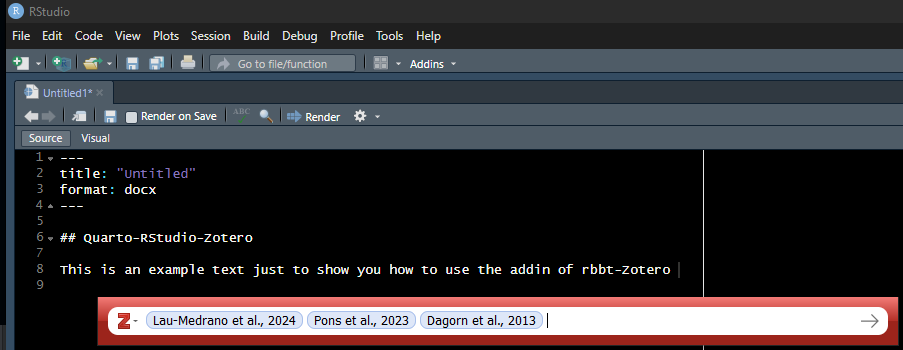 R RStudio
File Edit Code View Plots Session Build Debug Profile Tools Help
Go to file/function Addins
Untitled1*
Render on Save ABC Render
Source Visual
1 ---
2 title: "Untitled"
3 format: docx
4 ---
5
6 ## Quarto-RStudio-Zotero
7
8 This is an example text just to show you how to use the addin of rbbt-Zotero
9
Z Lau-Medrano et al., 2024 Pons et al., 2023 Dagorn et al., 2013